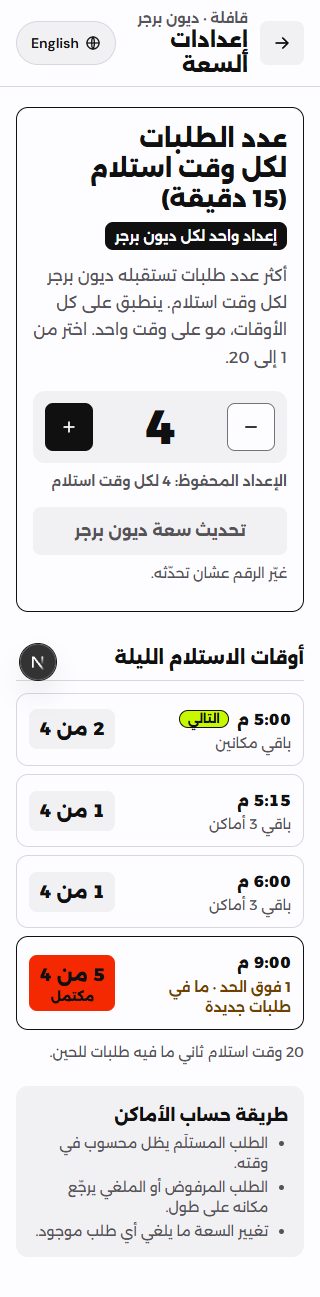 قافلة · ديون برجر
إعدادات
السعة
English
عدد الطلبات
لكل وقت استلام
(15 دقيقة)
إعداد واحد لكل ديون برجر
أكثر عدد طلبات تستقبله ديون برجر
لكل وقت استلام. ينطبق على كل
الأوقات، مو على وقت واحد. اختر من
1 إلى 20.
− 4 +
الإعداد المحفوظ: 4 لكل وقت استلام
تحديث سعة ديون برجر
غيّر الرقم عشان تحدّثه.
أوقات الاستلام الليلة
N
5:00 م التالي
باقي مكانين
2 من 4
5:15 م
باقي 3 أماكن
1 من 4
6:00 م
باقي 3 أماكن
1 من 4
9:00 م
1 فوق الحد · ما في
طلبات جديدة
5 من 4
مكتمل
20 وقت استلام ثاني ما فيه طلبات للحين.
طريقة حساب الأماكن
• الطلب المستلَم يظل محسوب في
وقته.
• الطلب المرفوض أو الملغي يرجّع
مكانه على طول.
• تغيير السعة ما يلغي أي طلب موجود.